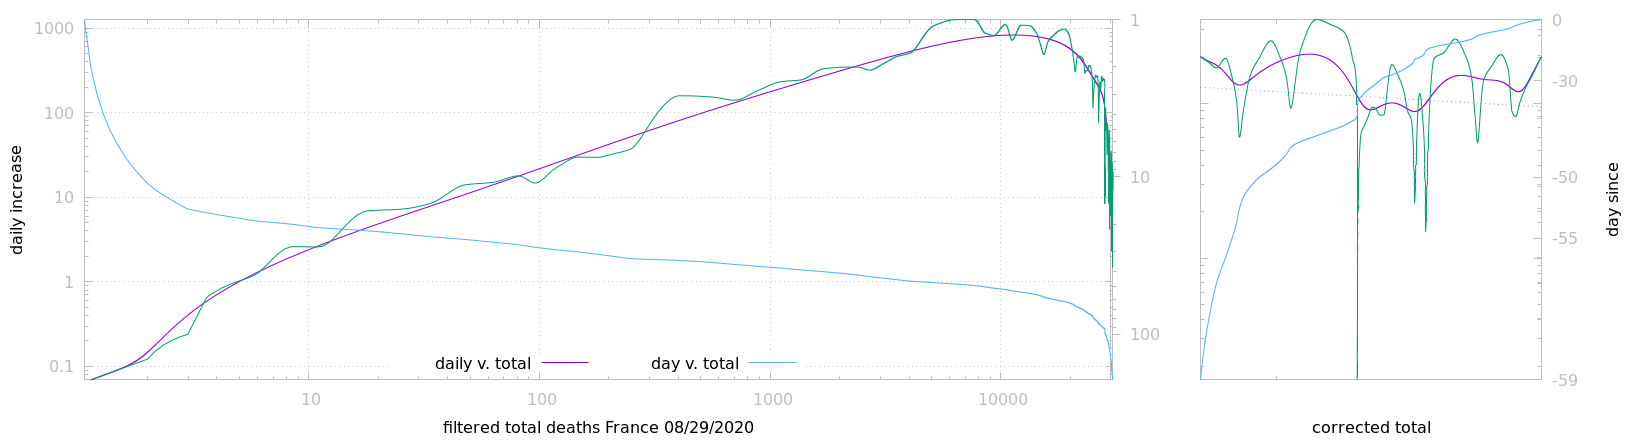 1000
100
10
1
0.1
daily increase
10
100
1000
10000
filtered total deaths France 08/29/2020
daily v. total
day v. total
1
10
100
0
-30
-50
-55
-59
day since
corrected total